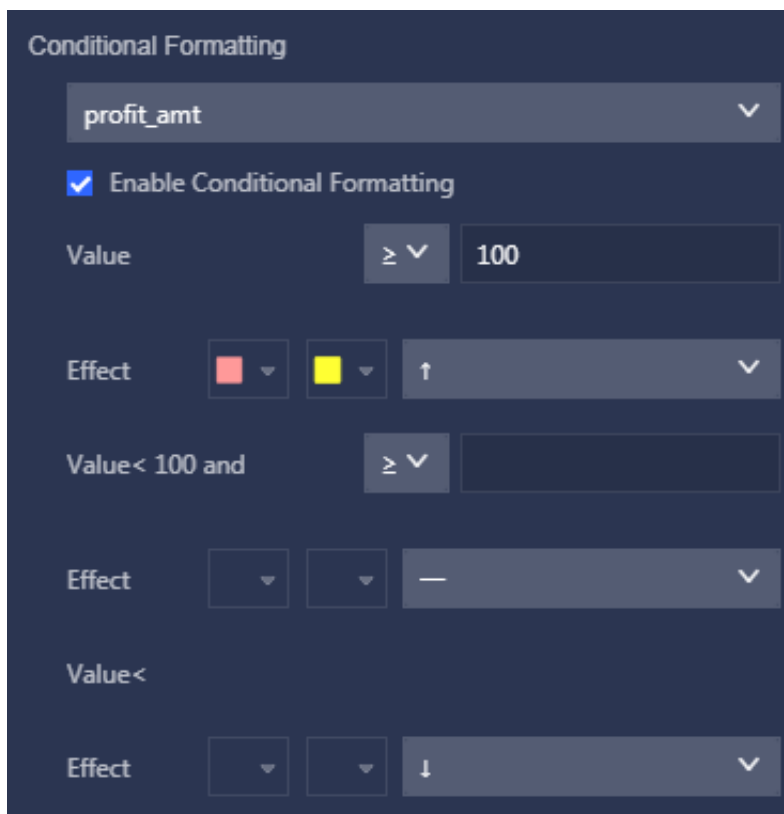 Conditional Formatting
profit_amt
Enable Conditional Formatting
Value ≥ 100
Effect ↑
Value< 100 and ≥
Effect —
Value<
Effect ↓